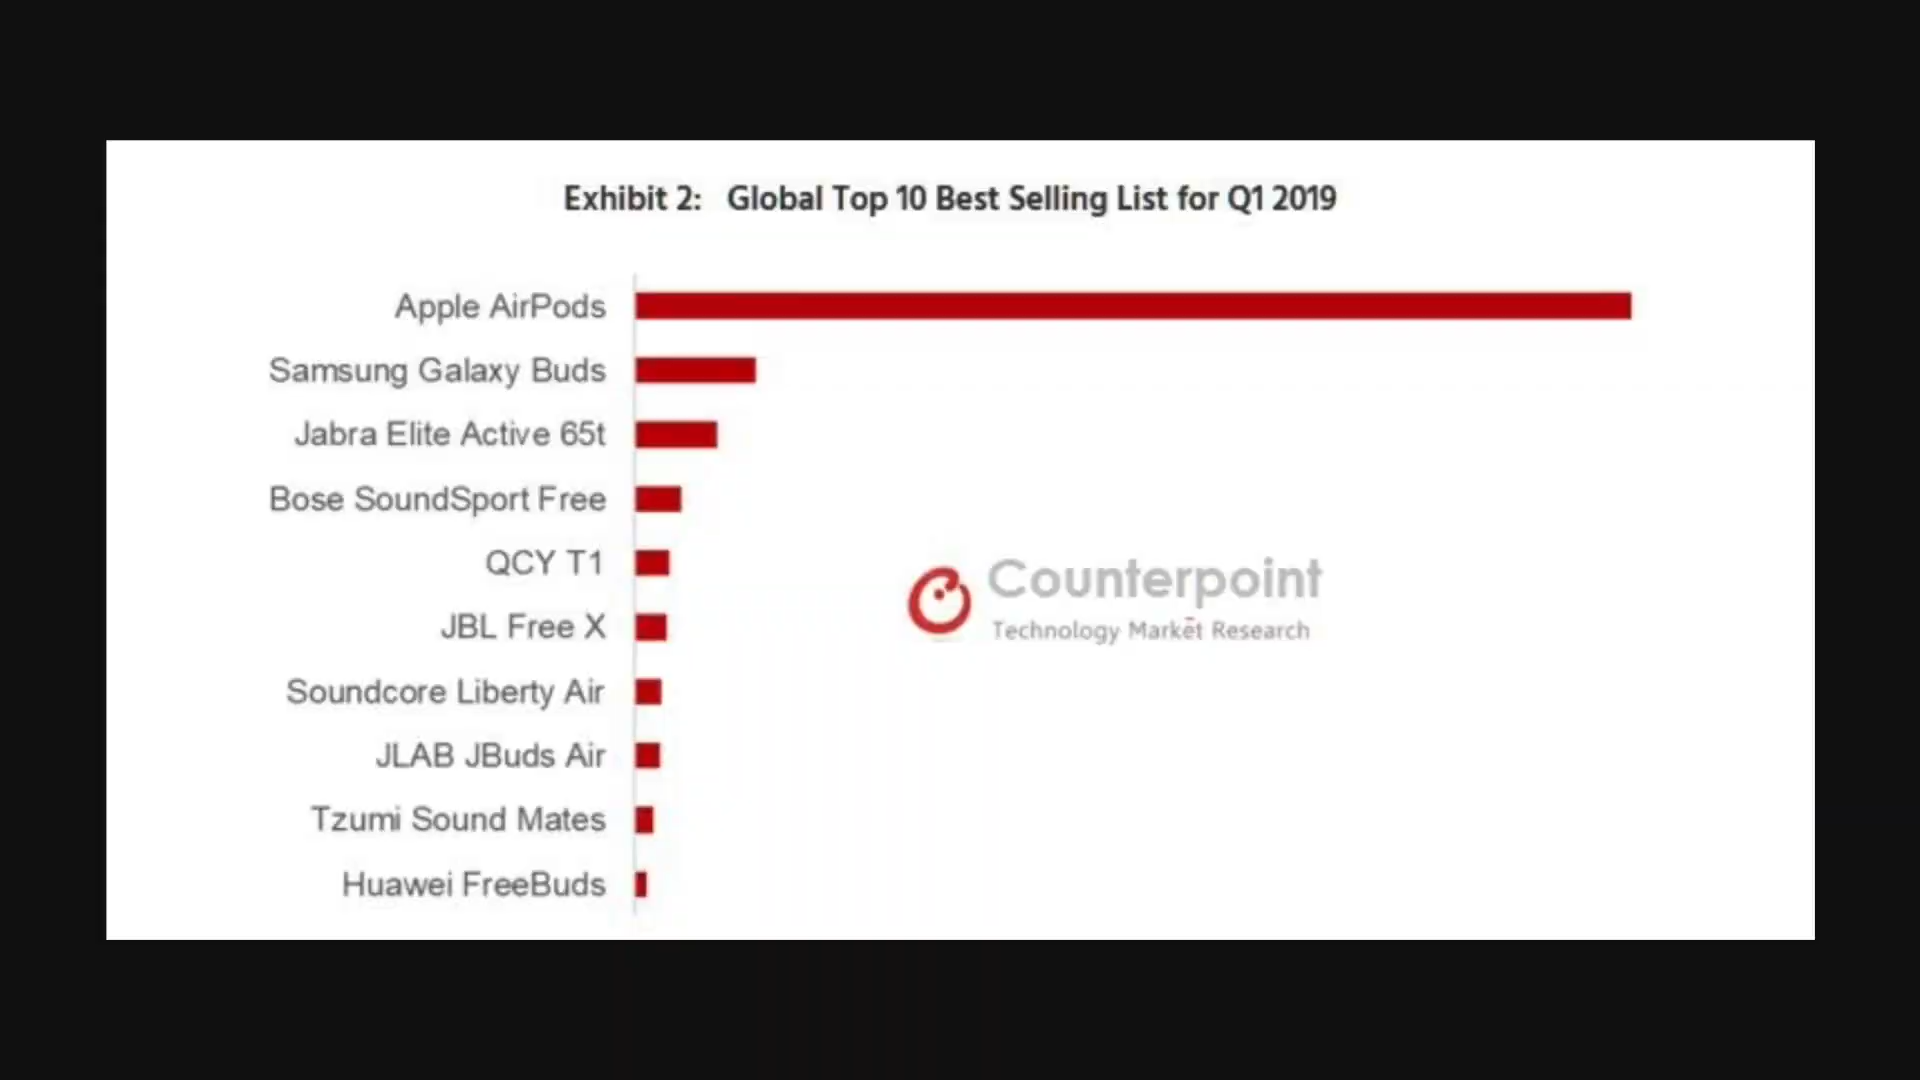 Exhibit 2: Global Top 10 Best Selling List for Q1 2019
Apple AirPods
Samsung Galaxy Buds
Jabra Elite Active 65t
Bose SoundSport Free
QCY T1
JBL Free X
Soundcore Liberty Air
JLAB JBuds Air
Tzumi Sound Mates
Huawei FreeBuds
Counterpoint
Technology Market Research